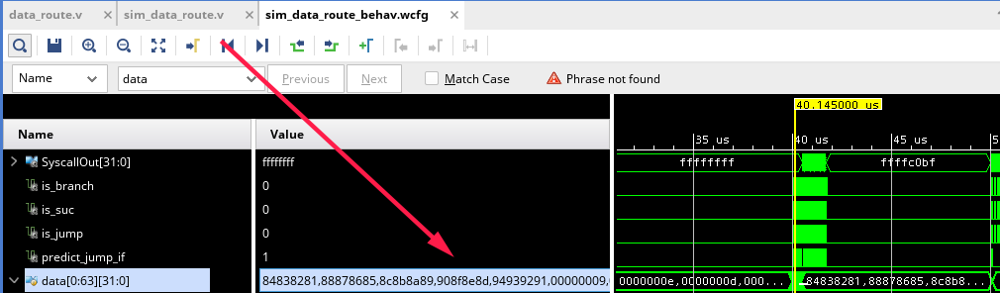 data_route.v × sim_data_route.v × sim_data_route_behav.wcfg ×
Name data Previous Next Match Case Phrase not found
40.145000 us
Name Value 35 us 40 us 45 us 5
SyscallOut[31:0] ffffffff ffffffff ffffc0bf
is_branch 0
is_suc 0
is_jump 0
predict_jump_if 1
data[0:63][31:0] 84838281,88878685,8c8b8a89,908f8e8d,94939291,00000009, 0000000e,0000000d,000... 84838281,88878685,8c8b8...